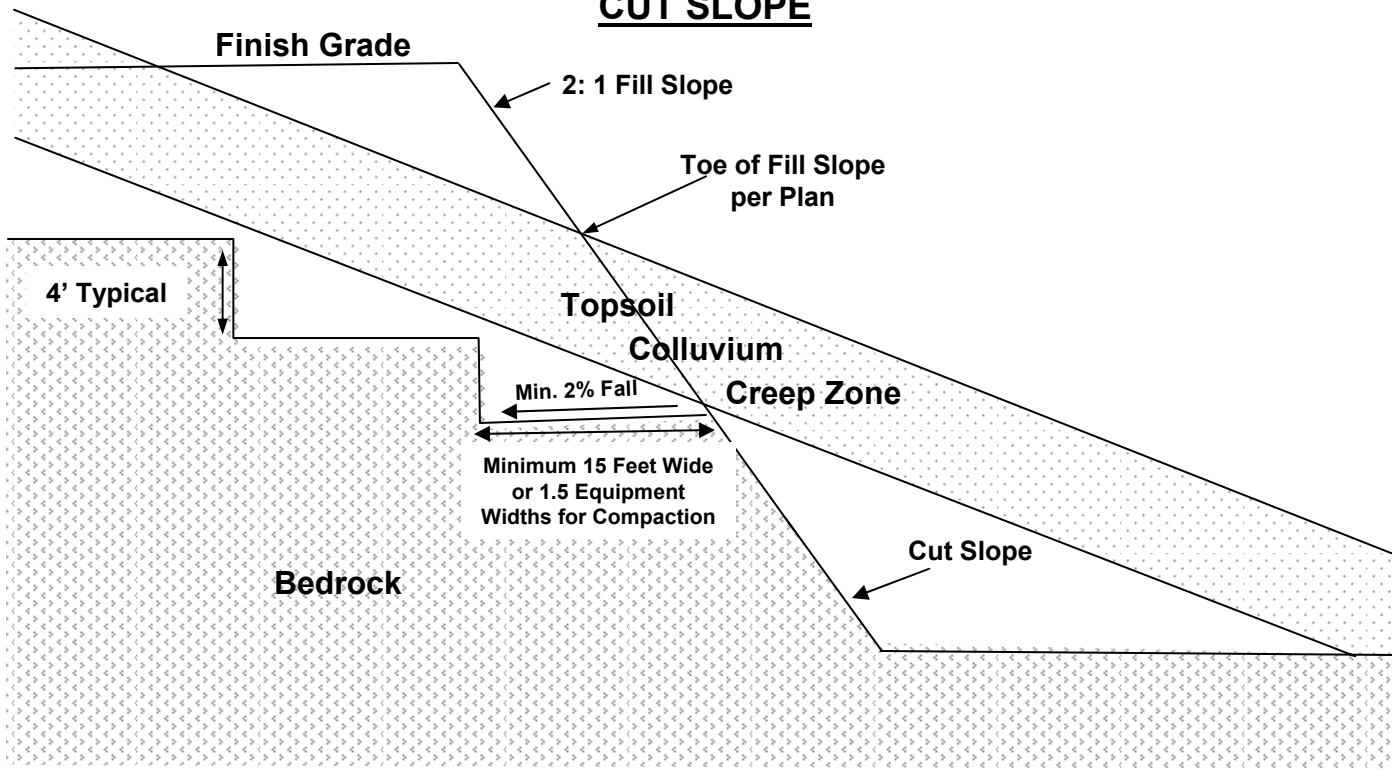 CUT SLOPE
Finish Grade
2: 1 Fill Slope
Toe of Fill Slope
per Plan
4’ Typical
Topsoil
Colluvium
Creep Zone
Min. 2% Fall
Minimum 15 Feet Wide
or 1.5 Equipment
Widths for Compaction
Cut Slope
Bedrock